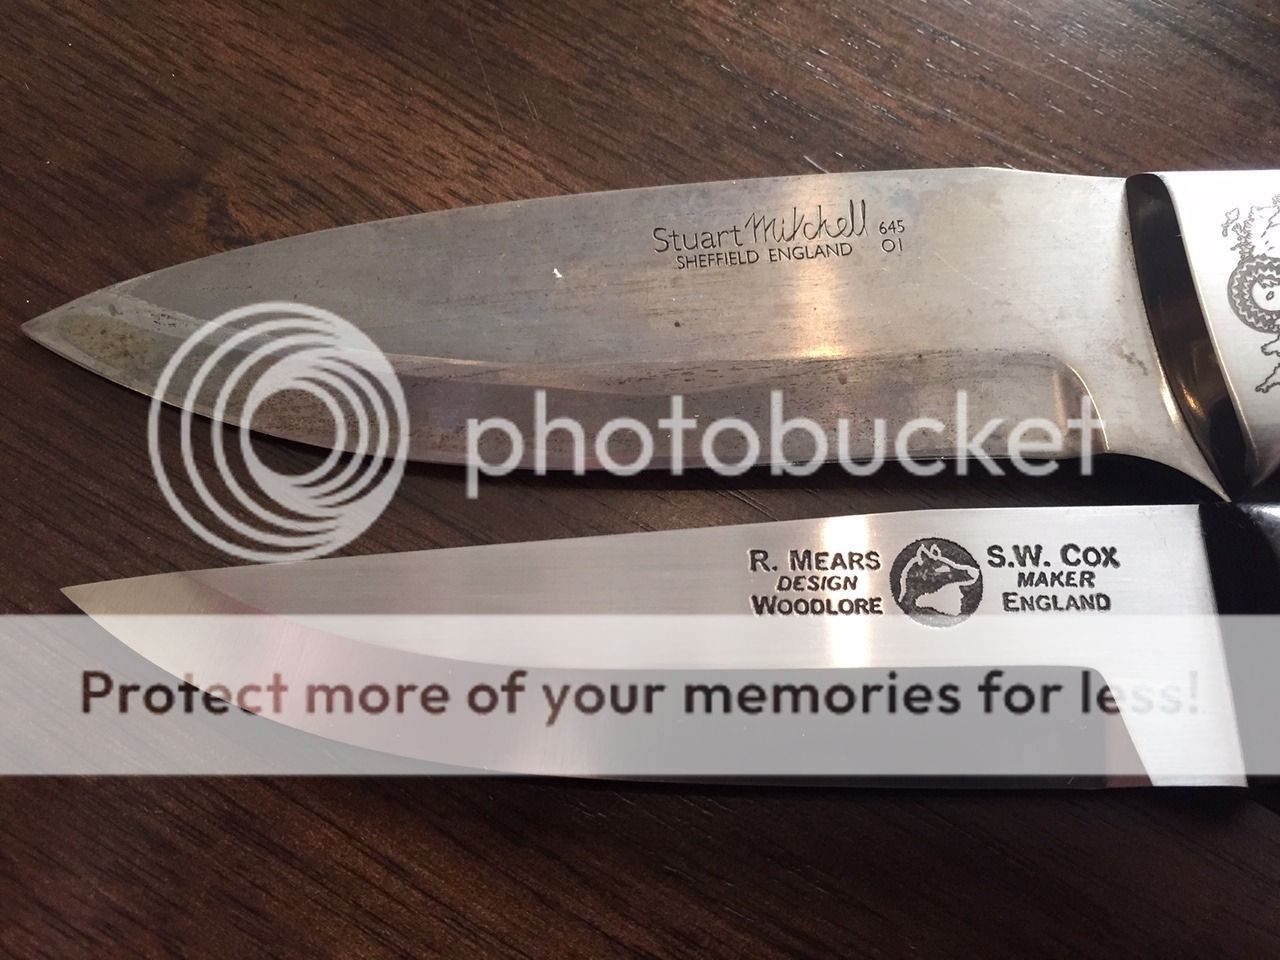 Stuart Mitchell 645
SHEFFIELD ENGLAND O1
photobucket
R. MEARS S.W. COX
DESIGN MAKER
WOODLORE ENGLAND
Protect more of your memories for less!